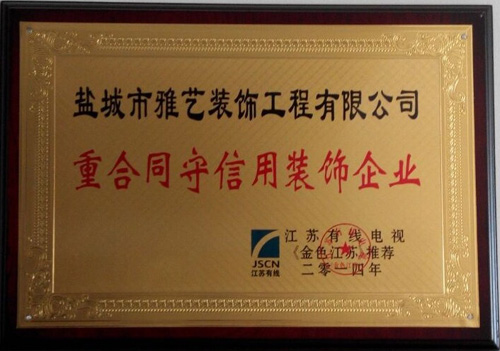 盐城市雅艺装饰工程有限公司
重合同守信用装饰企业
JSCN
江苏有线
江苏有线电视
《金色江苏》推荐
二零一四年